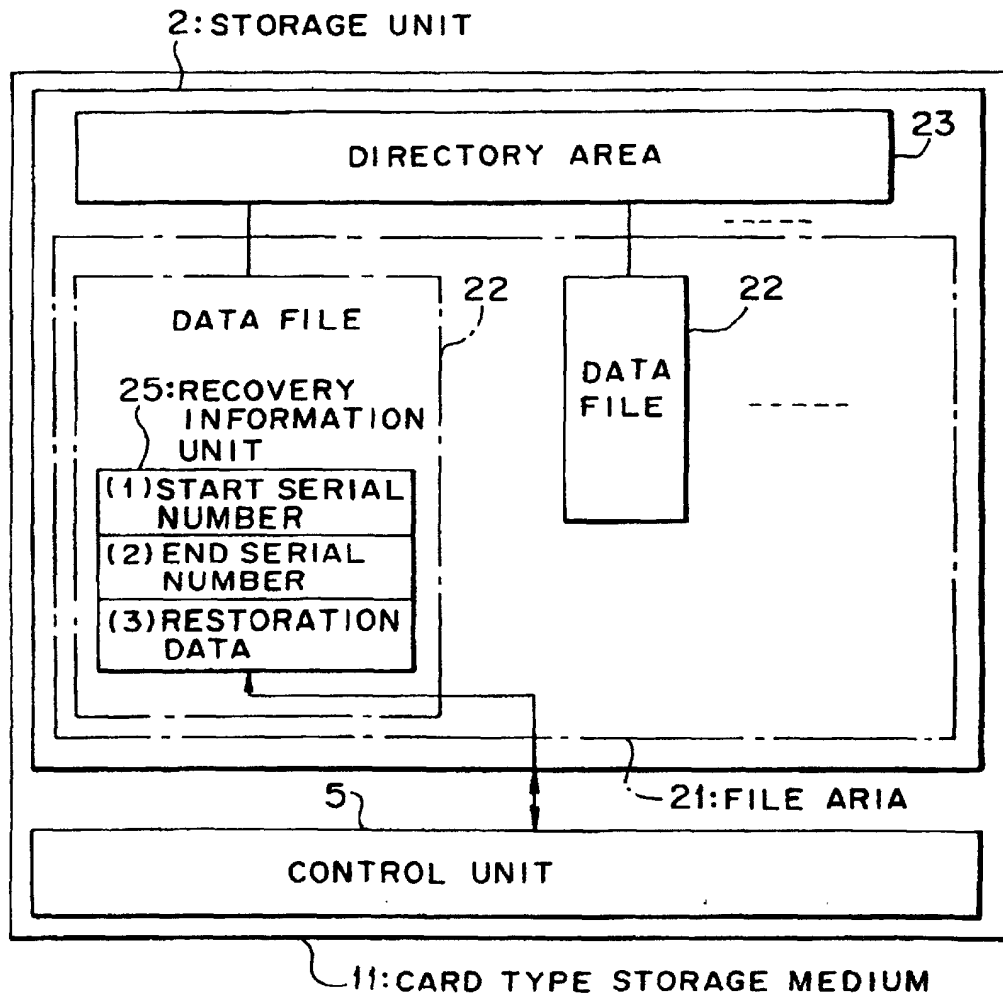 2:STORAGE UNIT
23
DIRECTORY AREA
22
22
DATA FILE
DATA
FILE
25:RECOVERY
INFORMATION
UNIT
(1)START SERIAL
NUMBER
(2)END SERIAL
NUMBER
(3)RESTORATION
DATA
5
21:FILE ARIA
CONTROL UNIT
11:CARD TYPE STORAGE MEDIUM